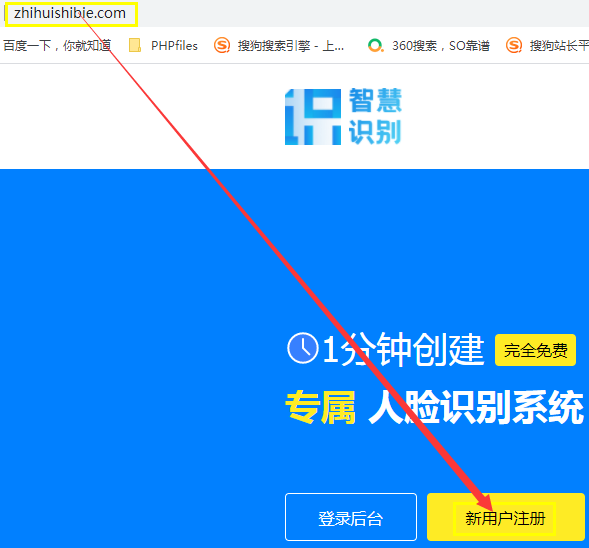 zhihuishibie.com
百度一下，你就知道 PHPfiles 搜狗搜索引擎 - 上... 360搜索，SO靠谱 搜狗站长平
智慧
识别
1分钟创建 完全免费
专属 人脸识别系统
登录后台 新用户注册